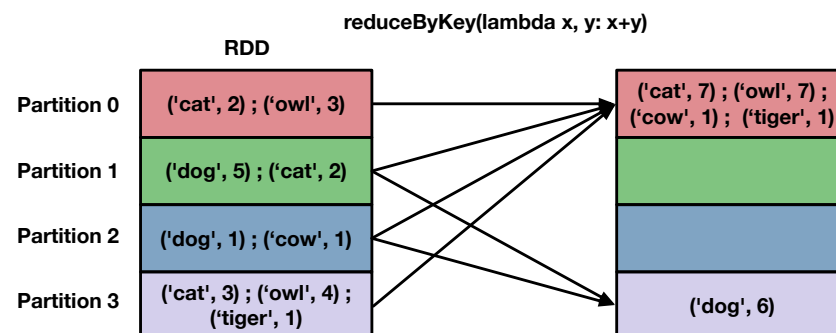 reduceByKey(lambda x, y: x+y)
RDD
Partition 0
('cat', 2) ; (‘owl', 3)
('cat', 7) ; (‘owl', 7) ;
(‘cow', 1) ; (‘tiger', 1)
Partition 1
('dog', 5) ; (‘cat', 2)
Partition 2
('dog', 1) ; (‘cow', 1)
Partition 3
('cat', 3) ; (‘owl', 4) ;
(‘tiger', 1)
('dog', 6)